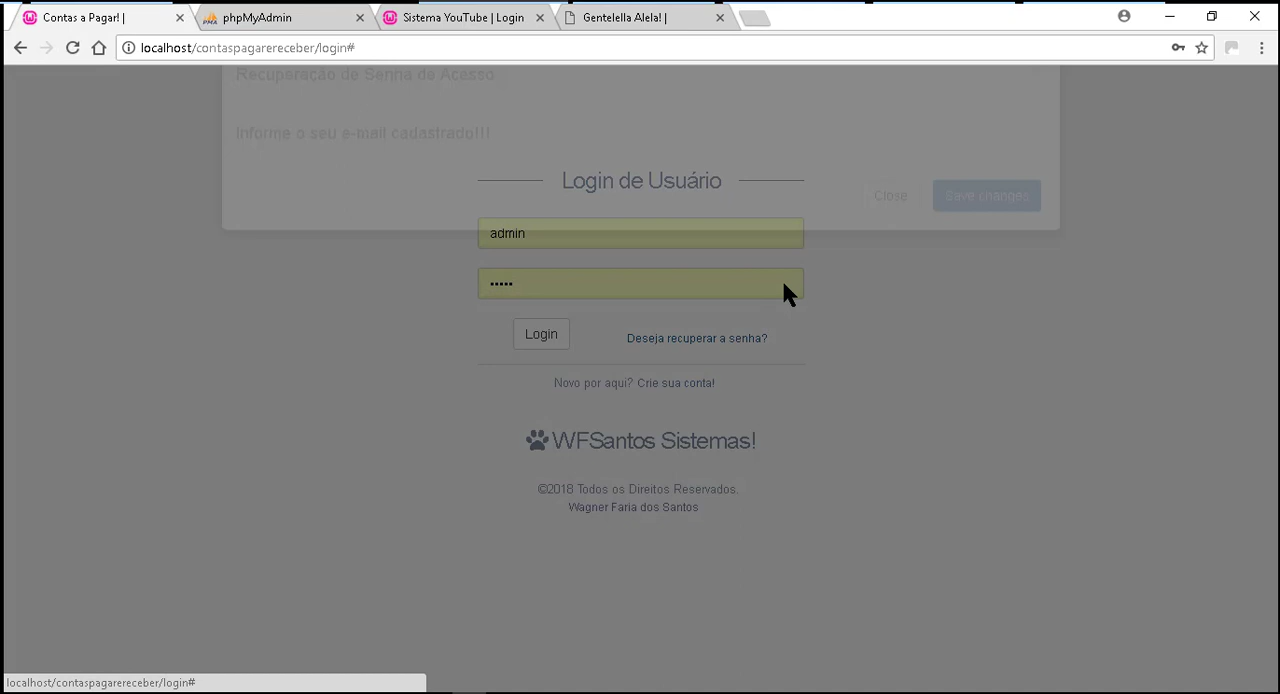 Contas a Pagar! |
phpMyAdmin
Sistema YouTube | Login
Gentelella Alela! |
localhost/contaspagarereceber/login#
Recuperação de Senha de Acesso
Informe o seu e-mail cadastrado!!!
Close
Save changes
Login de Usuário
admin
•••••
Login
Deseja recuperar a senha?
Novo por aqui? Crie sua conta!
WFSantos Sistemas!
©2018 Todos os Direitos Reservados.
Wagner Faria dos Santos
localhost/contaspagarereceber/login#